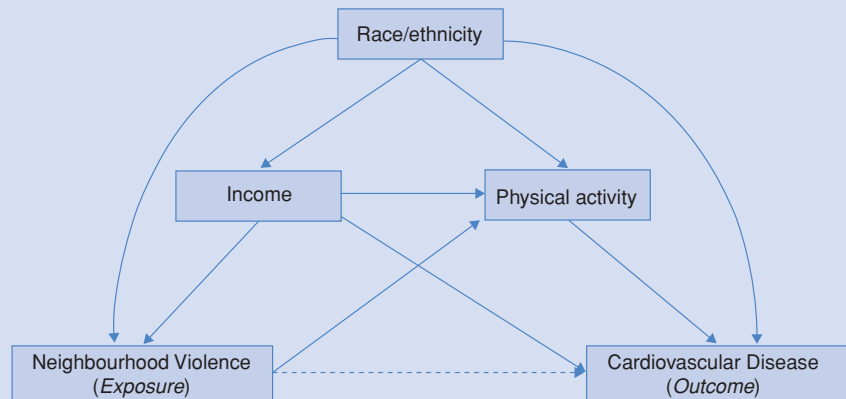 Race/ethnicity
Income
Physical activity
Neighbourhood Violence
(Exposure)
Cardiovascular Disease
(Outcome)